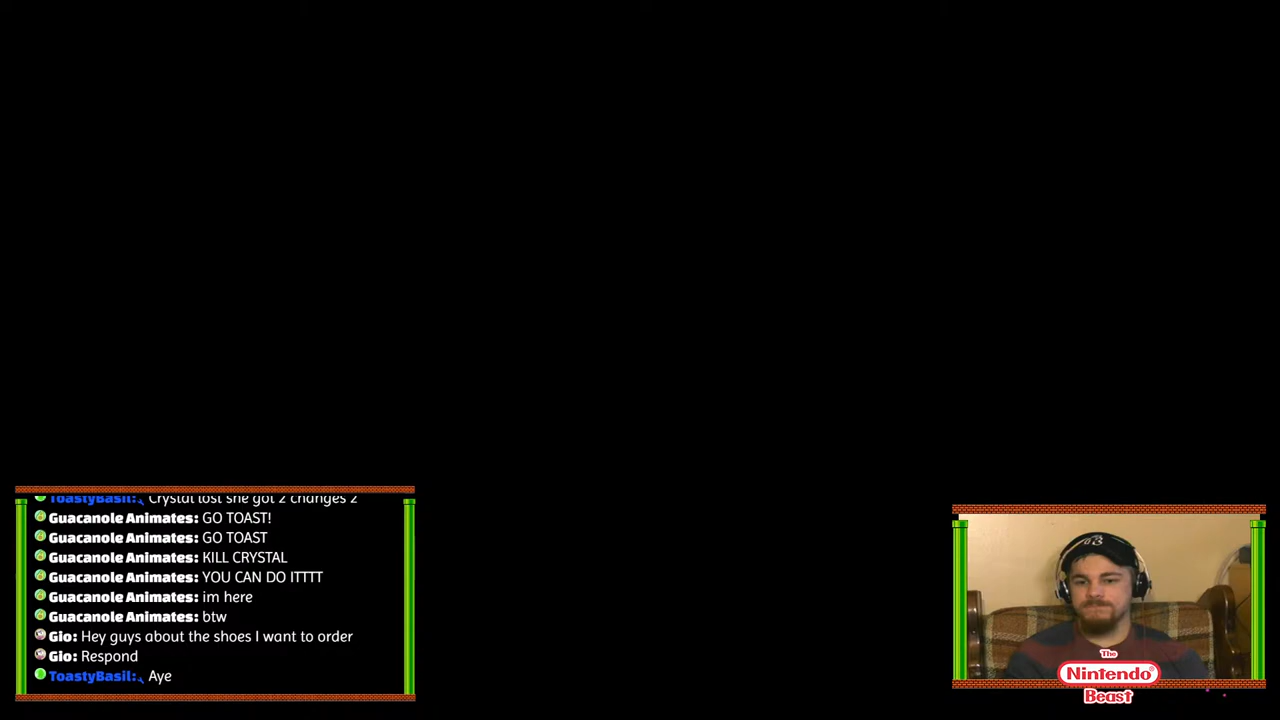 ToastyBasil: Crystal lost she got 2 changes 2
Guacanole Animates: GO TOAST!
Guacanole Animates: GO TOAST
Guacanole Animates: KILL CRYSTAL
Guacanole Animates: YOU CAN DO ITTTT
Guacanole Animates: im here
Guacanole Animates: btw
Gio: Hey guys about the shoes I want to order
Gio: Respond
ToastyBasil: Aye
The
Nintendo
Beast